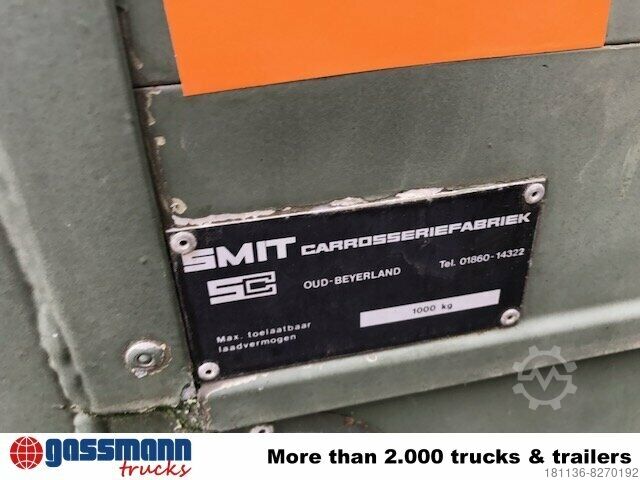 SMIT CARROSSERIEFABRIEK
SC OUD-BEYERLAND Tel. 01860-14322
1000 kg
Max. toelaatbaar
laadvermogen
gassmann
trucks
More than 2.000 trucks & trailers
181136-8270192